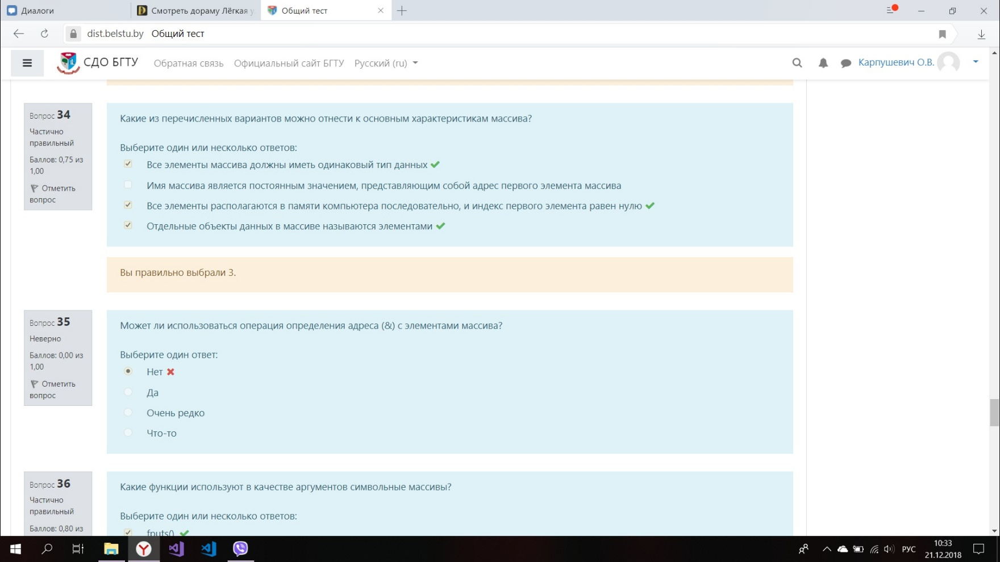 Диалоги
Смотреть дораму Лёгкая
Общий тест
dist.belstu.by Общий тест
СДО БГТУ
Обратная связь
Официальный сайт БГТУ
Русский (ru)
Карпушевич О.В.
Вопрос 34
Частично
правильный
Баллов: 0,75 из
1,00
Отметить
вопрос
Какие из перечисленных вариантов можно отнести к основным характеристикам массива?
Выберите один или несколько ответов:
Все элементы массива должны иметь одинаковый тип данных
Имя массива является постоянным значением, представляющим собой адрес первого элемента массива
Все элементы располагаются в памяти компьютера последовательно, и индекс первого элемента равен нулю
Отдельные объекты данных в массиве называются элементами
Вы правильно выбрали 3.
Вопрос 35
Неверно
Баллов: 0,00 из
1,00
Отметить
вопрос
Может ли использоваться операция определения адреса (&) с элементами массива?
Выберите один ответ:
Нет
Да
Очень редко
Что-то
Вопрос 36
Частично
правильный
Баллов: 0,80 из
Какие функции используют в качестве аргументов символьные массивы?
Выберите один или несколько ответов:
fputs()
РУС
10:33
21.12.2018